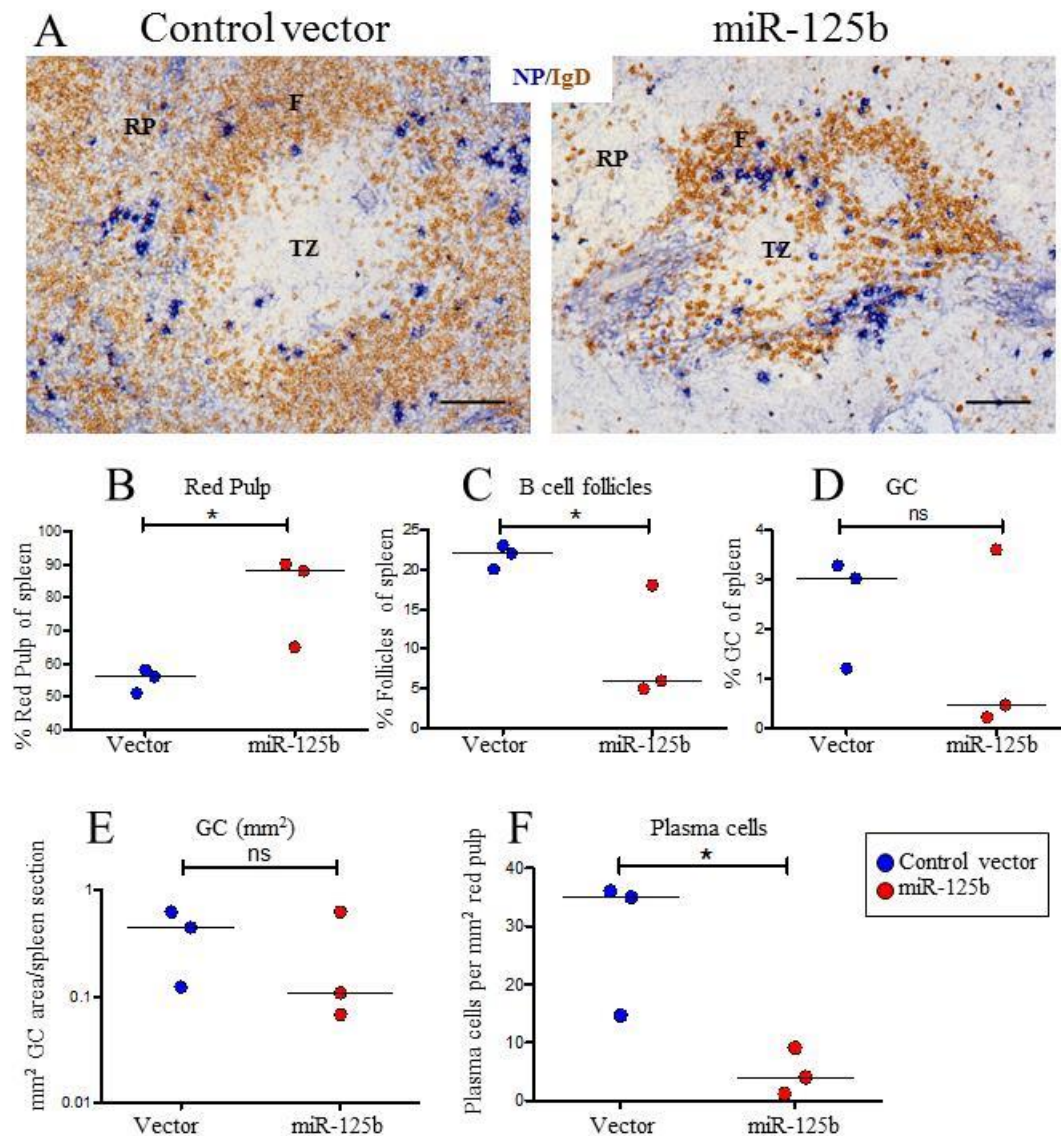 A
Control vector
miR-125b
NP/IgD
RP
F
TZ
RP
F
TZ
B
Red Pulp
*
% Red Pulp of spleen
100
90
80
70
60
50
40
Vector
miR-125b
C
B cell follicles
*
% Follicles of spleen
25
20
15
10
5
0
Vector
miR-125b
D
GC
ns
% GC of spleen
4
3
2
1
0
Vector
miR-125b
E
GC (mm²)
ns
mm² GC area/spleen section
1
0.1
0.01
Vector
miR-125b
F
Plasma cells
*
Plasma cells per mm² red pulp
40
30
20
10
0
Vector
miR-125b
Control vector
miR-125b